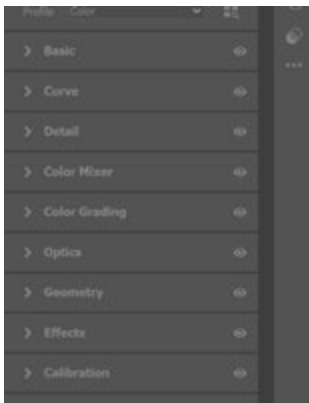 Profile Color
Basic
Curve
Detail
Color Mixer
Color Grading
Optics
Geometry
Effects
Calibration